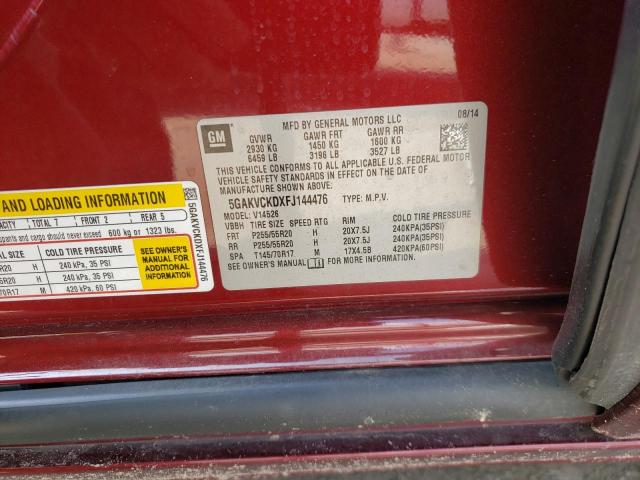 GM
MFD BY GENERAL MOTORS LLC
08/14
GVWR GAWR FRT GAWR RR
2930 KG 1450 KG 1600 KG
6459 LB 3196 LB 3527 LB
THIS VEHICLE CONFORMS TO ALL APPLICABLE U.S. FEDERAL MOTOR
VEHICLE SAFETY STANDARDS IN EFFECT ON THE DATE OF
MANUFACTURE SHOWN ABOVE.
5GAKVCKDXFJ144476 TYPE: M.P.V.
MODEL: V14526
VBBH TIRE SIZE SPEED RTG RIM COLD TIRE PRESSURE
FRT P255/55R20 - H 20X7.5J 240KPA(35PSI)
RR P255/55R20 - H 20X7.5J 240KPA(35PSI)
SPA T145/70R17 - M 17X4.5B 420KPA(60PSI)
SEE OWNER'S MANUAL FOR MORE INFORMATION.
AND LOADING INFORMATION
TOTAL 7 FRONT 2 REAR 5
and cargo should never exceed 600 kg or 1323 lbs.
SIZE COLD TIRE PRESSURE
H 240 kPa, 35 PSI
H 240 kPa, 35 PSI
M 420 kPa, 60 PSI
SEE OWNER'S
MANUAL FOR
ADDITIONAL
INFORMATION
5GAKVCKDXFJ144476